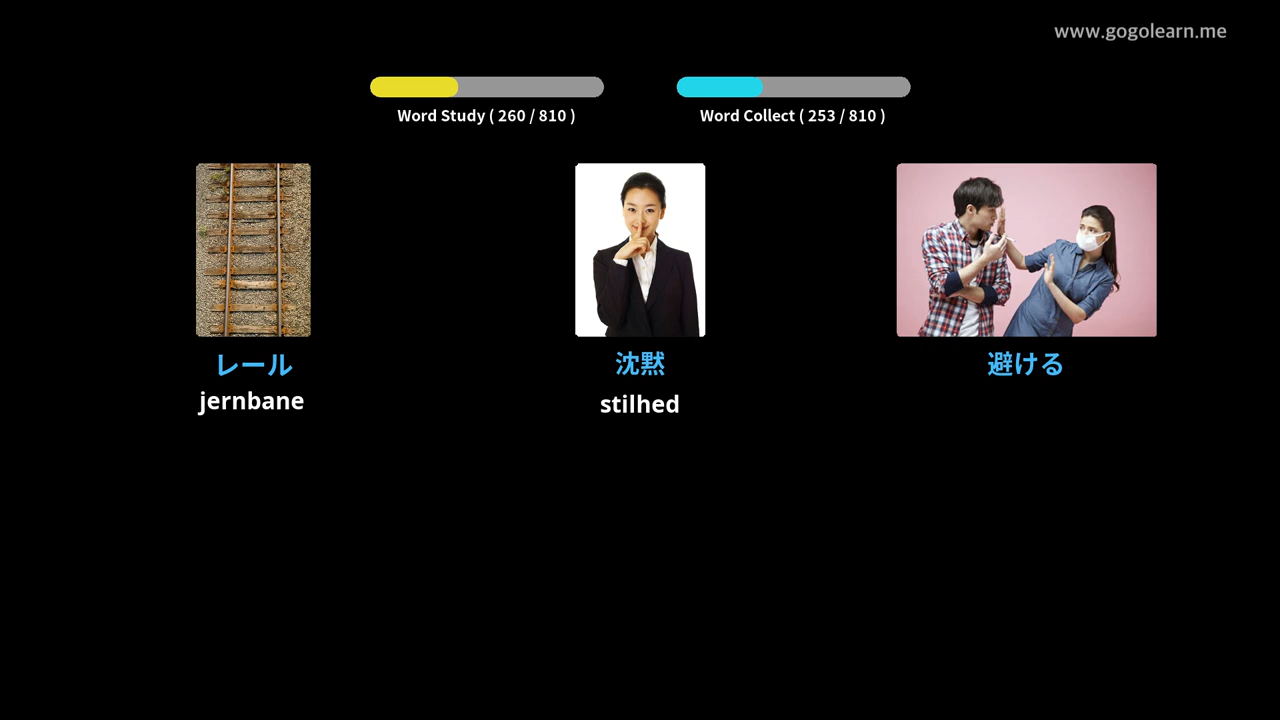 www.gogolearn.me
Word Study ( 260 / 810 )
Word Collect ( 253 / 810 )
レール
沈黙
避ける
jernbane
stilhed